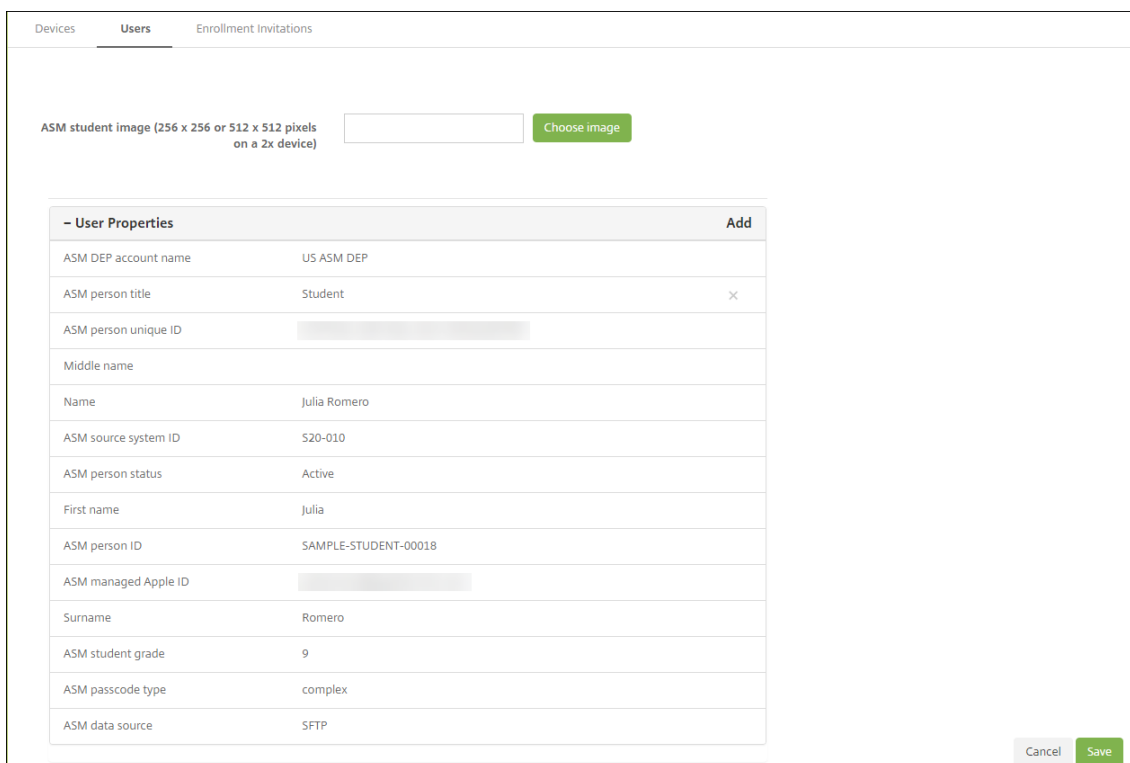 Devices Users Enrollment Invitations
ASM student image (256 x 256 or 512 x 512 pixels
on a 2x device)
Choose image
– User Properties Add
ASM DEP account name US ASM DEP
ASM person title Student ×
ASM person unique ID
Middle name
Name Julia Romero
ASM source system ID S20-010
ASM person status Active
First name Julia
ASM person ID SAMPLE-STUDENT-00018
ASM managed Apple ID
Surname Romero
ASM student grade 9
ASM passcode type complex
ASM data source SFTP
Cancel Save